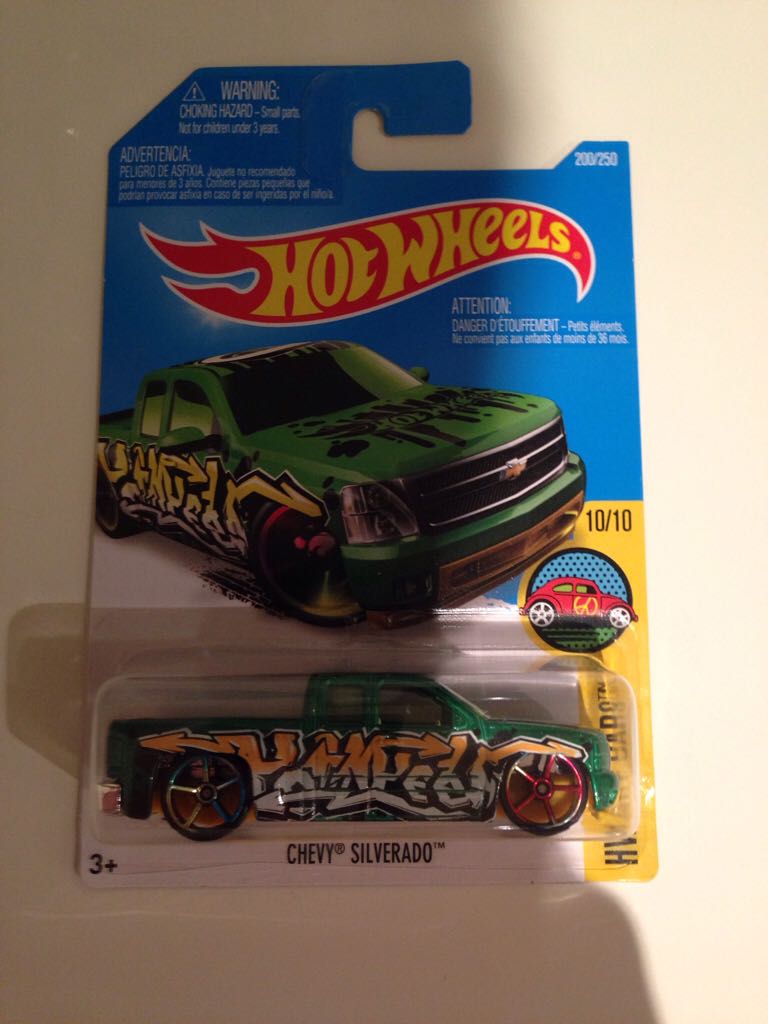 WARNING:
CHOKING HAZARD – Small parts.
Not for children under 3 years.
ADVERTENCIA:
PELIGRO DE ASFIXIA. Juguete no recomendado
para menores de 3 años. Contiene piezas pequeñas que
podrían provocar asfixia en caso de ser ingeridas por el niño/a.
200/250
HOT WHEELS
ATTENTION:
DANGER D'ÉTOUFFEMENT – Petits éléments.
Ne convient pas aux enfants de moins de 36 mois.
10/10
60
HW
3+
CHEVY® SILVERADO™